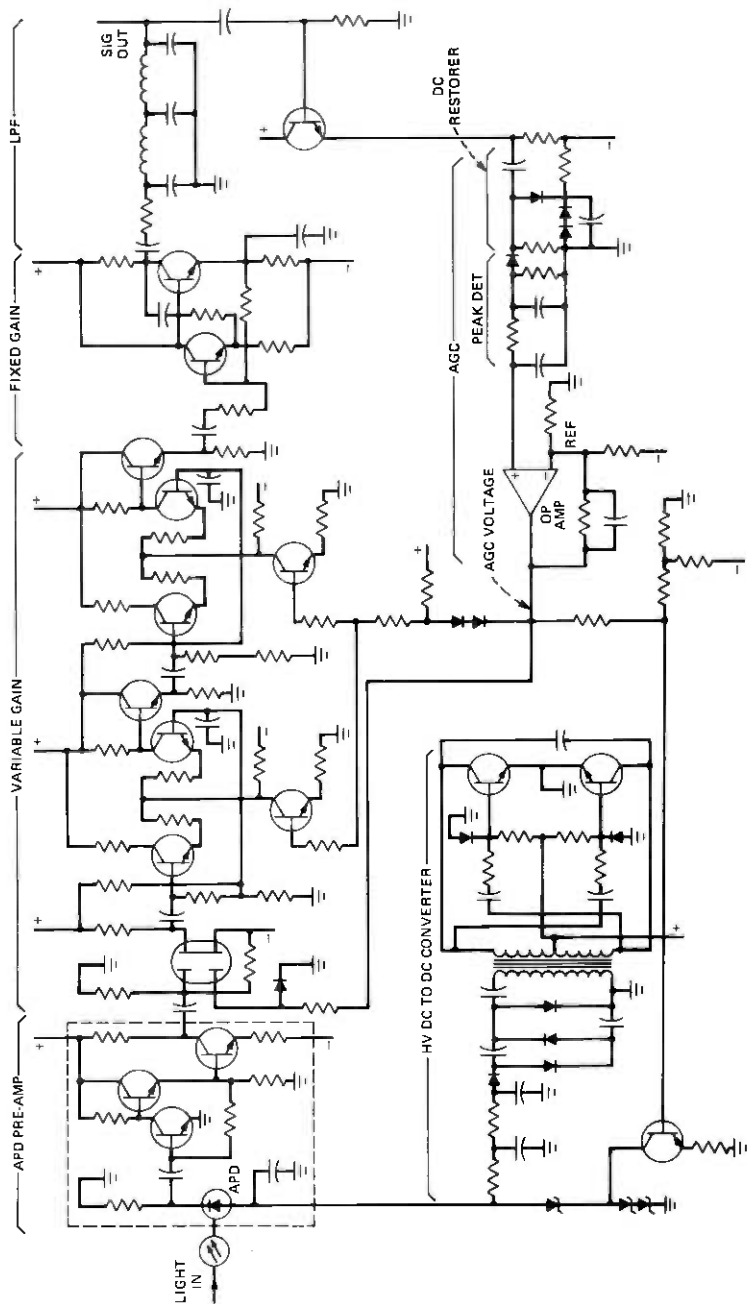 APD PRE-AMP
VARIABLE GAIN
FIXED GAIN
LPF
+
+
+
+
+
SIG
OUT
LIGHT
IN
APD
−
−
−
−
−
+
DC
RESTORER
AGC
PEAK DET
−
AGC VOLTAGE
+
−
OP
AMP
REF
+
−
−
HV DC TO DC CONVERTER
+